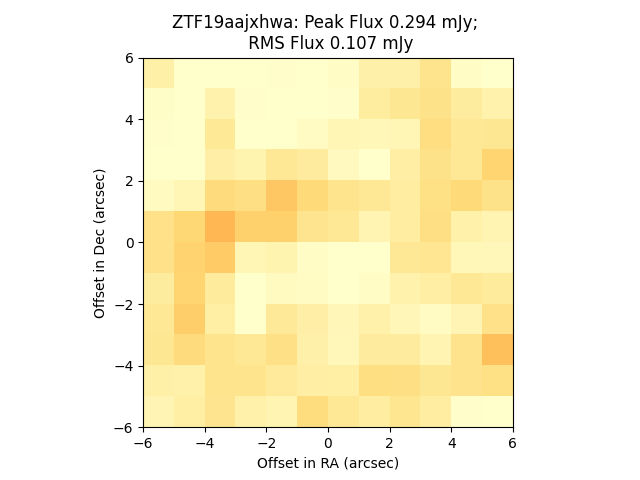 ZTF19aajxhwa: Peak Flux 0.294 mJy;
RMS Flux 0.107 mJy
6
4
2
0
−2
−4
−6
Offset in Dec (arcsec)
−6 −4 −2 0 2 4 6
Offset in RA (arcsec)